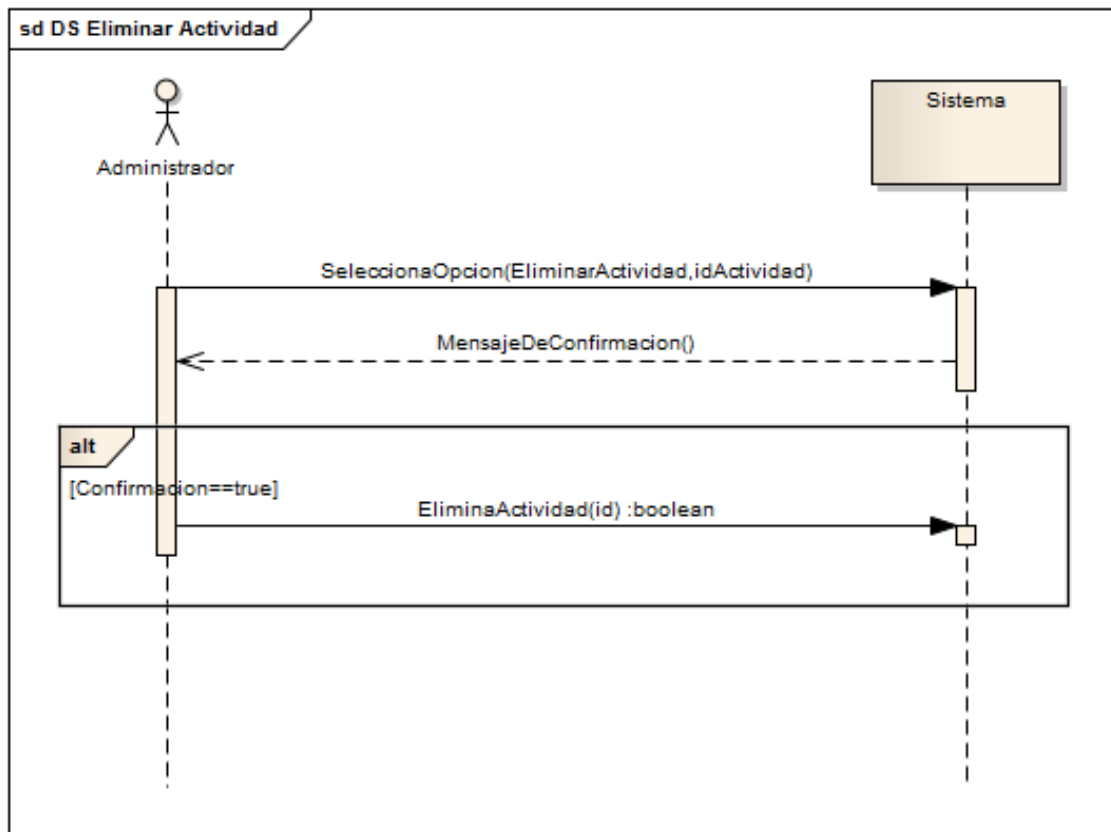 sd DS Eliminar Actividad
Administrador
Sistema
SeleccionaOpcion(EliminarActividad,idActividad)
MensajeDeConfirmacion()
alt
[Confirmacion==true]
EliminaActividad(id) :boolean